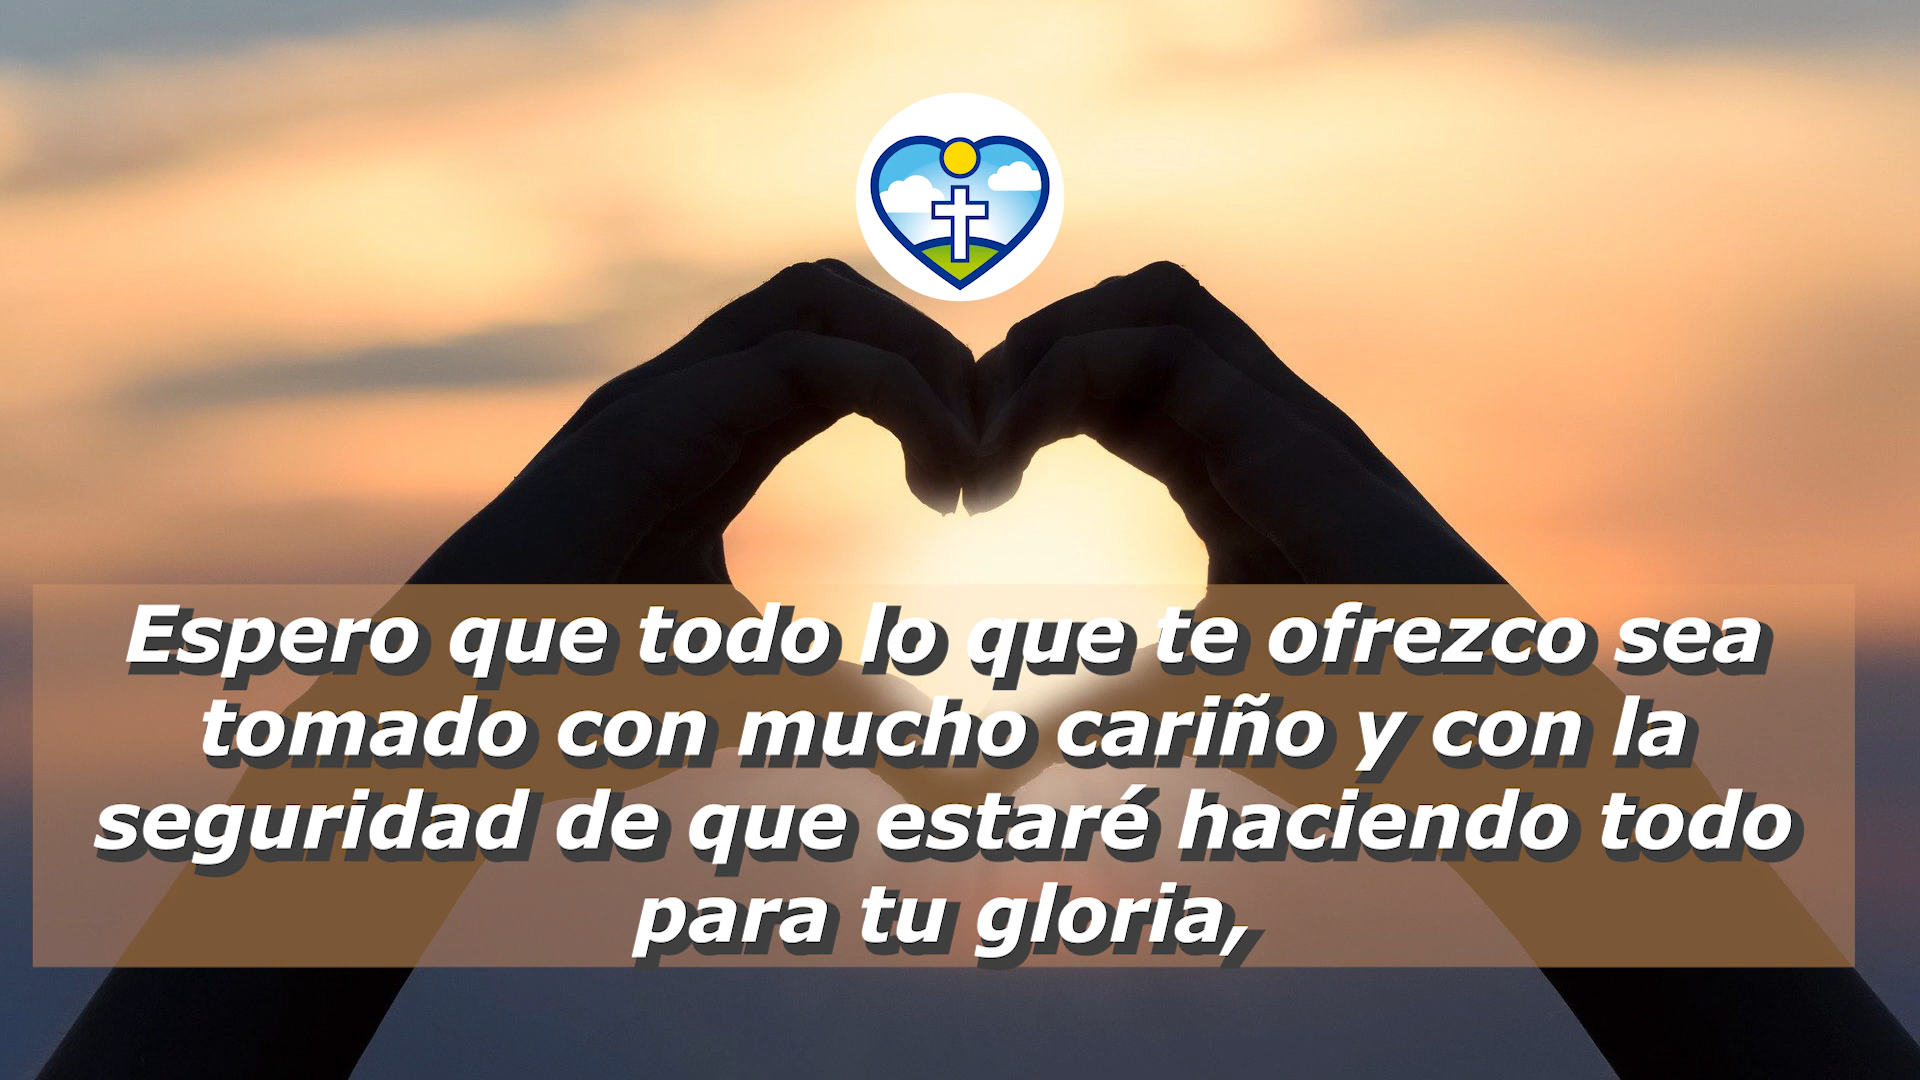 Espero que todo lo que te ofrezco sea
tomado con mucho cariño y con la
seguridad de que estaré haciendo todo
para tu gloria,